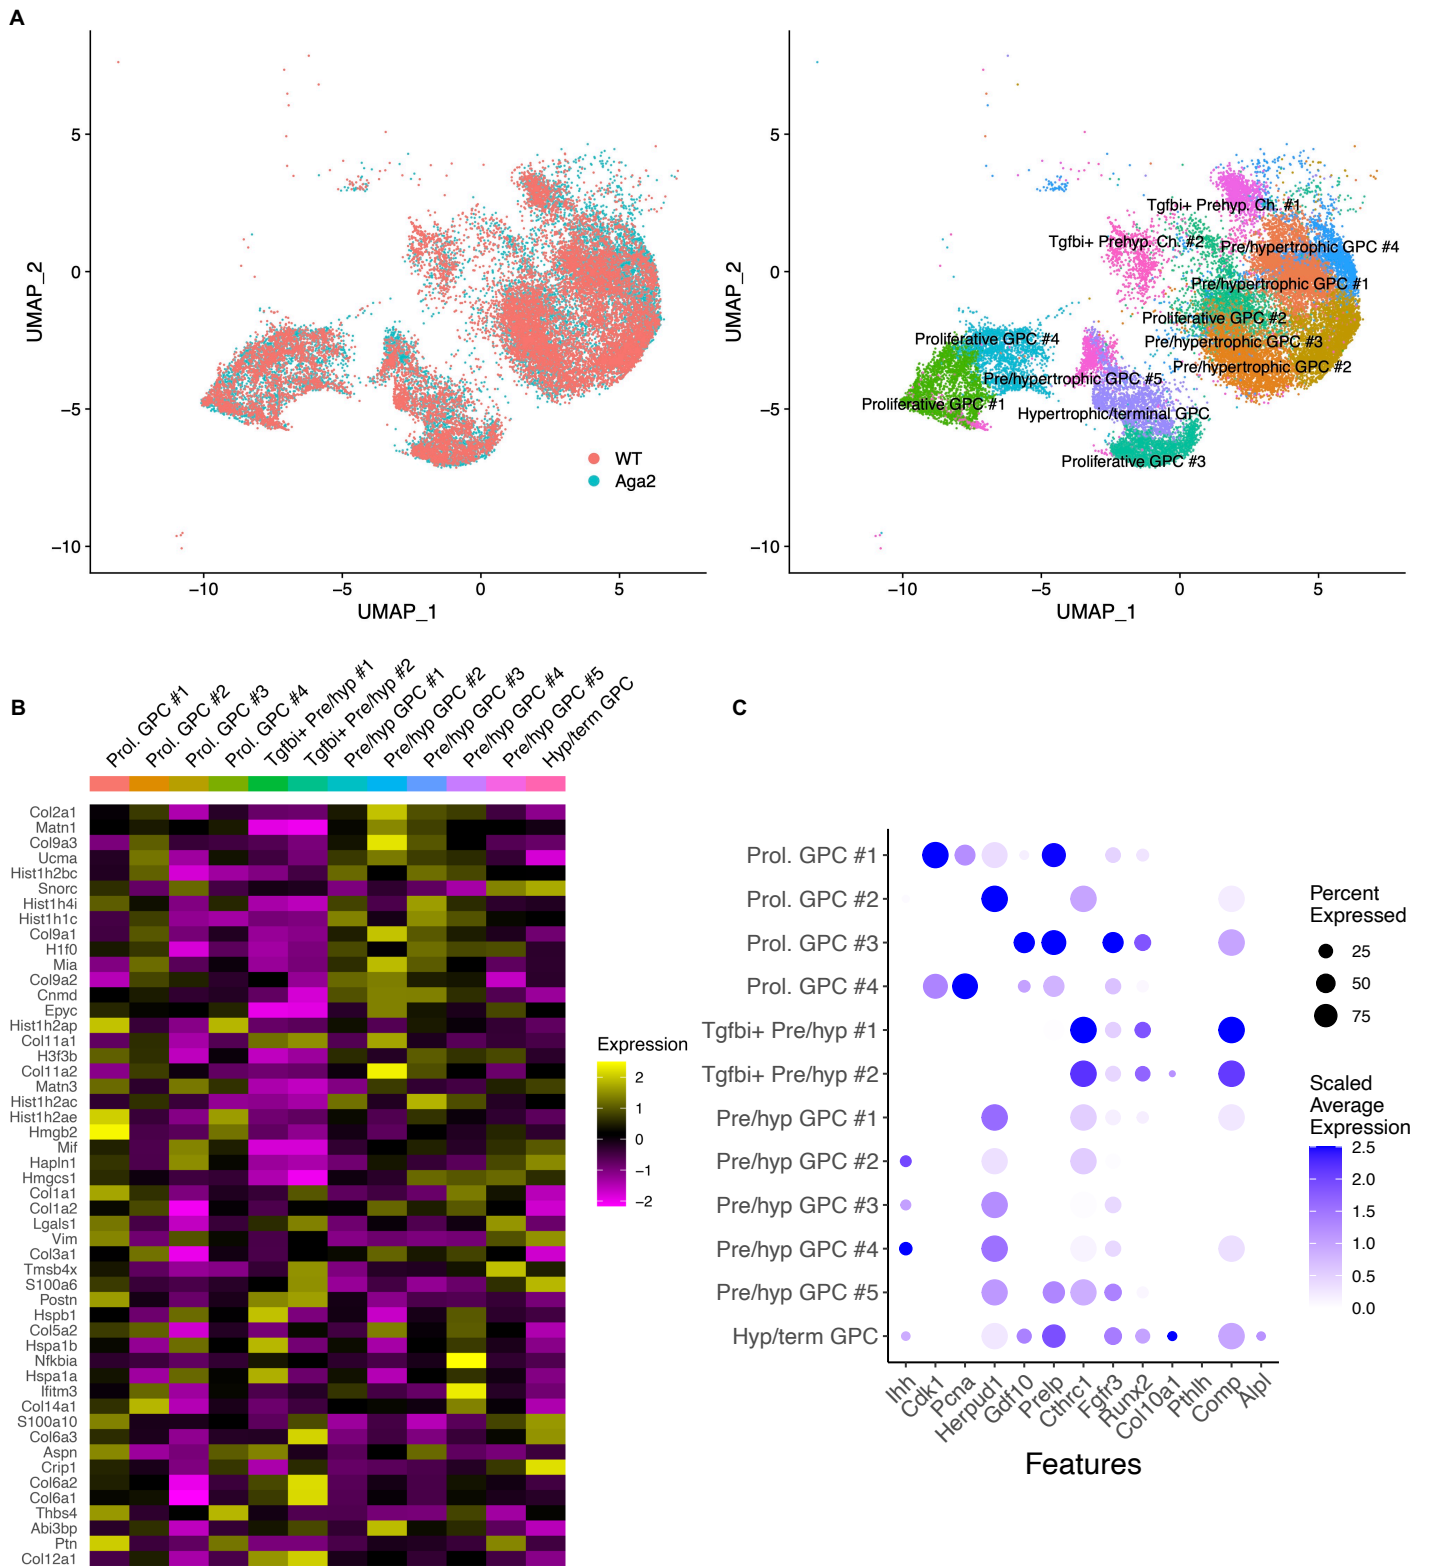 A
UMAP_2
5
0
−5
−10
−10
−5
0
5
UMAP_1
WT
Aga2
UMAP_2
5
0
−5
−10
−10
−5
0
5
UMAP_1
Tgfbi+ Prehyp. Ch. #1
Tgfbi+ Prehyp. Ch. #2
Pre/hypertrophic GPC #4
Pre/hypertrophic GPC #1
Proliferative GPC #2
Proliferative GPC #4
Pre/hypertrophic GPC #3
Pre/hypertrophic GPC #2
Pre/hypertrophic GPC #5
Proliferative GPC #1
Hypertrophic/terminal GPC
Proliferative GPC #3
B
Prol. GPC #1
Prol. GPC #2
Prol. GPC #3
Prol. GPC #4
Tgfbi+ Pre/hyp #1
Tgfbi+ Pre/hyp #2
Pre/hyp GPC #1
Pre/hyp GPC #2
Pre/hyp GPC #3
Pre/hyp GPC #4
Pre/hyp GPC #5
Hyp/term GPC
Col2a1
Matn1
Col9a3
Ucma
Hist1h2bc
Snorc
Hist1h4i
Hist1h1c
Col9a1
H1f0
Mia
Col9a2
Cnmd
Epyc
Hist1h2ap
Col11a1
H3f3b
Col11a2
Matn3
Hist1h2ac
Hist1h2ae
Hmgb2
Mif
Hapln1
Hmgcs1
Col1a1
Col1a2
Lgals1
Vim
Col3a1
Tmsb4x
S100a6
Postn
Hspb1
Col5a2
Hspa1b
Nfkbia
Hspa1a
Ifitm3
Col14a1
S100a10
Col6a3
Aspn
Crip1
Col6a2
Col6a1
Thbs4
Abi3bp
Ptn
Col12a1
Expression
2
1
0
−1
−2
C
Prol. GPC #1
Prol. GPC #2
Prol. GPC #3
Prol. GPC #4
Tgfbi+ Pre/hyp #1
Tgfbi+ Pre/hyp #2
Pre/hyp GPC #1
Pre/hyp GPC #2
Pre/hyp GPC #3
Pre/hyp GPC #4
Pre/hyp GPC #5
Hyp/term GPC
Ihh
Cdk1
Pcna
Herpud1
Gdf10
Prelp
Cthrc1
Fgfr3
Runx2
Col10a1
Pthlh
Comp
Alpl
Features
Percent
Expressed
25
50
75
Scaled
Average
Expression
2.5
2.0
1.5
1.0
0.5
0.0